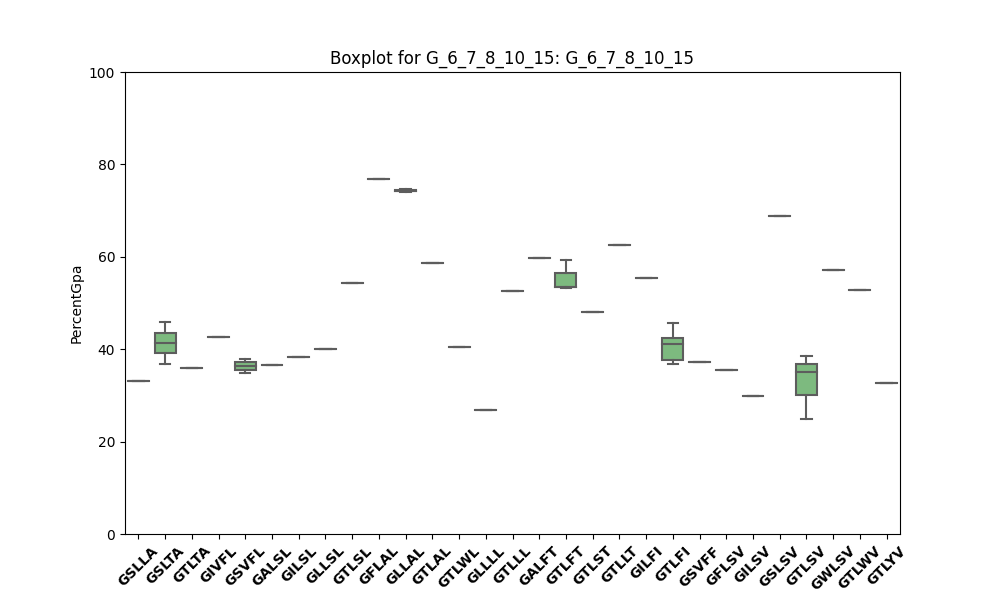 Boxplot for G_6_7_8_10_15: G_6_7_8_10_15
PercentGpa
100
80
60
40
20
0
GSLLA
GSLTA
GTLTA
GIVFL
GSVFL
GALSL
GILSL
GLLSL
GTLSL
GFLAL
GLLAL
GTLAL
GTLWL
GLLLL
GTLLL
GALFT
GTLFT
GTLST
GTLLT
GILFI
GTLFI
GSVFF
GFLSV
GILSV
GSLSV
GTLSV
GWLSV
GTLWV
GTLYV